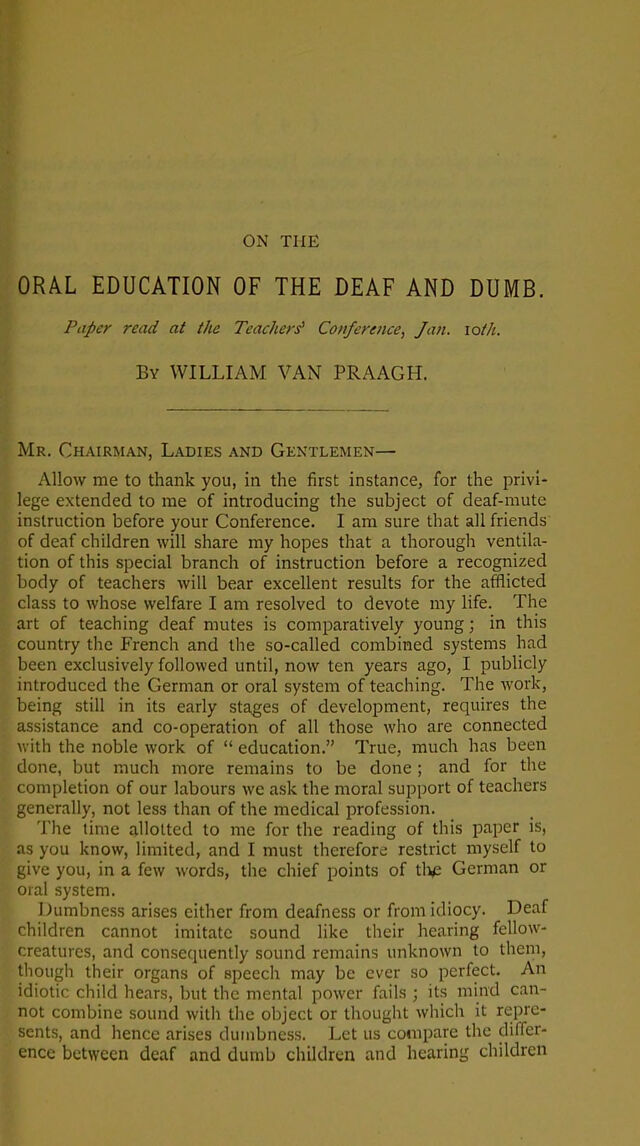 ON THE
ORAL EDUCATION OF THE DEAF AND DUMB.
Paper read at the Teachers' Conference, Jan. 10th.
By WILLIAM VAN PRAAGH.
Mr. Chairman, Ladies and Gentlemen—
Allow me to thank you, in the first instance, for the privi-
lege extended to me of introducing the subject of deaf-mute
instruction before your Conference. I am sure that all friends
of deaf children will share my hopes that a thorough ventila-
tion of this special branch of instruction before a recognized
body of teachers will bear excellent results for the afflicted
class to whose welfare I am resolved to devote my life. The
art of teaching deaf mutes is comparatively young; in this
country the French and the so-called combined systems had
been exclusively followed until, now ten years ago, I publicly
introduced the German or oral system of teaching. The work,
being still in its early stages of development, requires the
assistance and co-operation of all those who are connected
with the noble work of "education." True, much has been
done, but much more remains to be done; and for the
completion of our labours we ask the moral support of teachers
generally, not less than of the medical profession.
The time allotted to me for the reading of this paper is,
as you know, limited, and I must therefore restrict myself to
give you, in a few words, the chief points of the German or
oral system.
Dumbness arises either from deafness or from idiocy. Deaf
children cannot imitate sound like their hearing fellow-
creatures, and consequently sound remains unknown to them,
though their organs of speech may be ever so perfect. An
idiotic child hears, but the mental power fails; its mind can-
not combine sound with the object or thought which it repre-
sents, and hence arises dumbness. Let us compare the differ-
ence between deaf and dumb children and hearing children